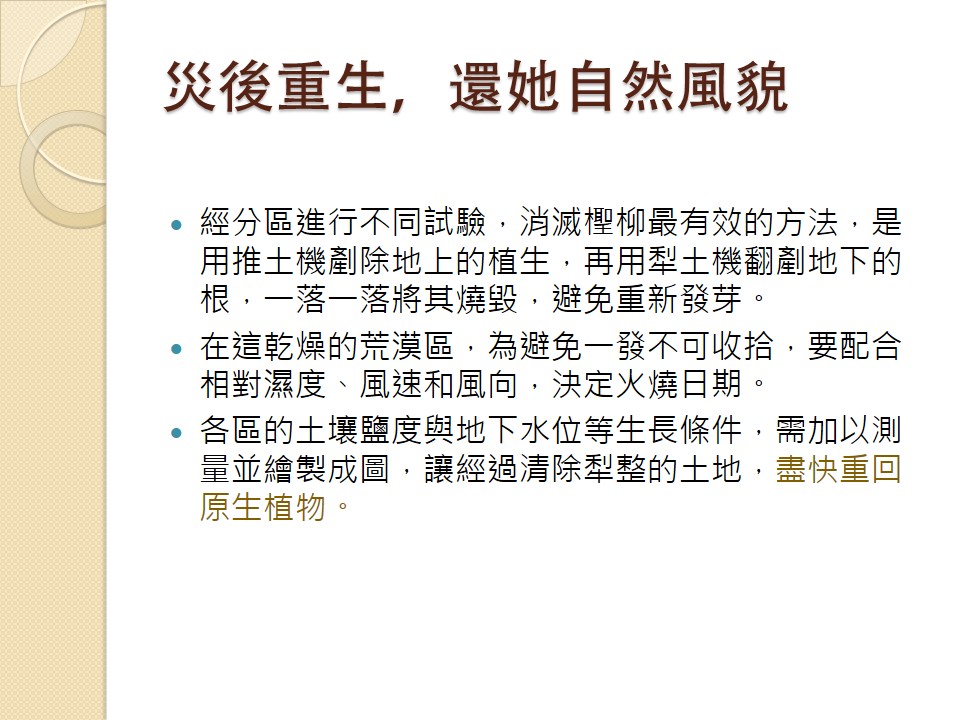 災後重生，還她自然風貌
經分區進行不同試驗，消滅檉柳最有效的方法，是
用推土機剷除地上的植生，再用犁土機翻剷地下的
根，一落一落將其燒毀，避免重新發芽。
在這乾燥的荒漠區，為避免一發不可收拾，要配合
相對濕度、風速和風向，決定火燒日期。
各區的土壤鹽度與地下水位等生長條件，需加以測
量並繪製成圖，讓經過清除犁整的土地，盡快重回
原生植物。